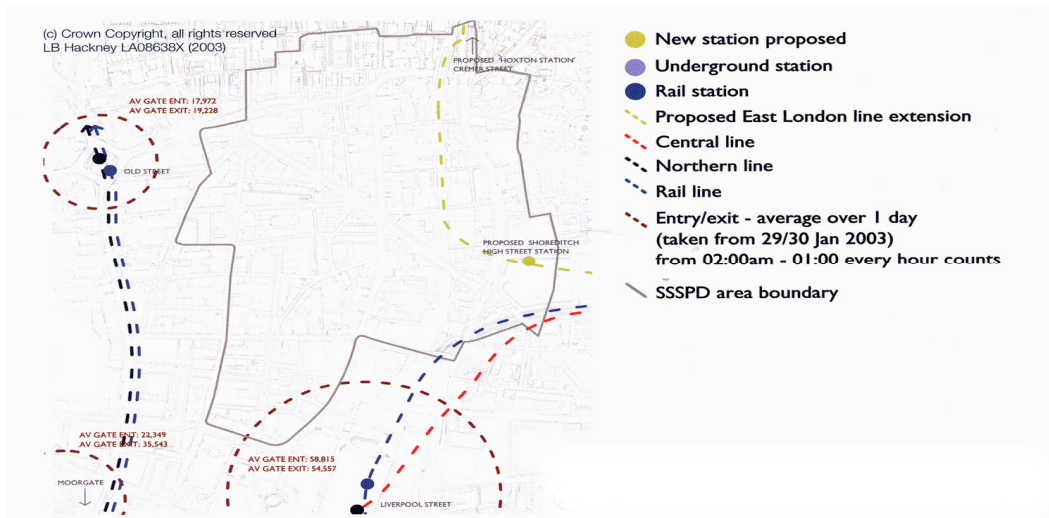 (c) Crown Copyright, all rights reserved
LB Hackney LA08638X (2003)
PROPOSED 'HOXTON STATION'
CREMER STREET
AV GATE ENT: 17,972
AV GATE EXIT: 19,228
OLD STREET
PROPOSED SHOREDITCH
HIGH STREET STATION
AV GATE ENT: 22,349
AV GATE EXIT: 35,543
MOORGATE
AV GATE ENT: 58,815
AV GATE EXIT: 54,557
LIVERPOOL STREET
New station proposed
Underground station
Rail station
Proposed East London line extension
Central line
Northern line
Rail line
Entry/exit - average over 1 day
(taken from 29/30 Jan 2003)
from 02:00am - 01:00 every hour counts
SSSPD area boundary